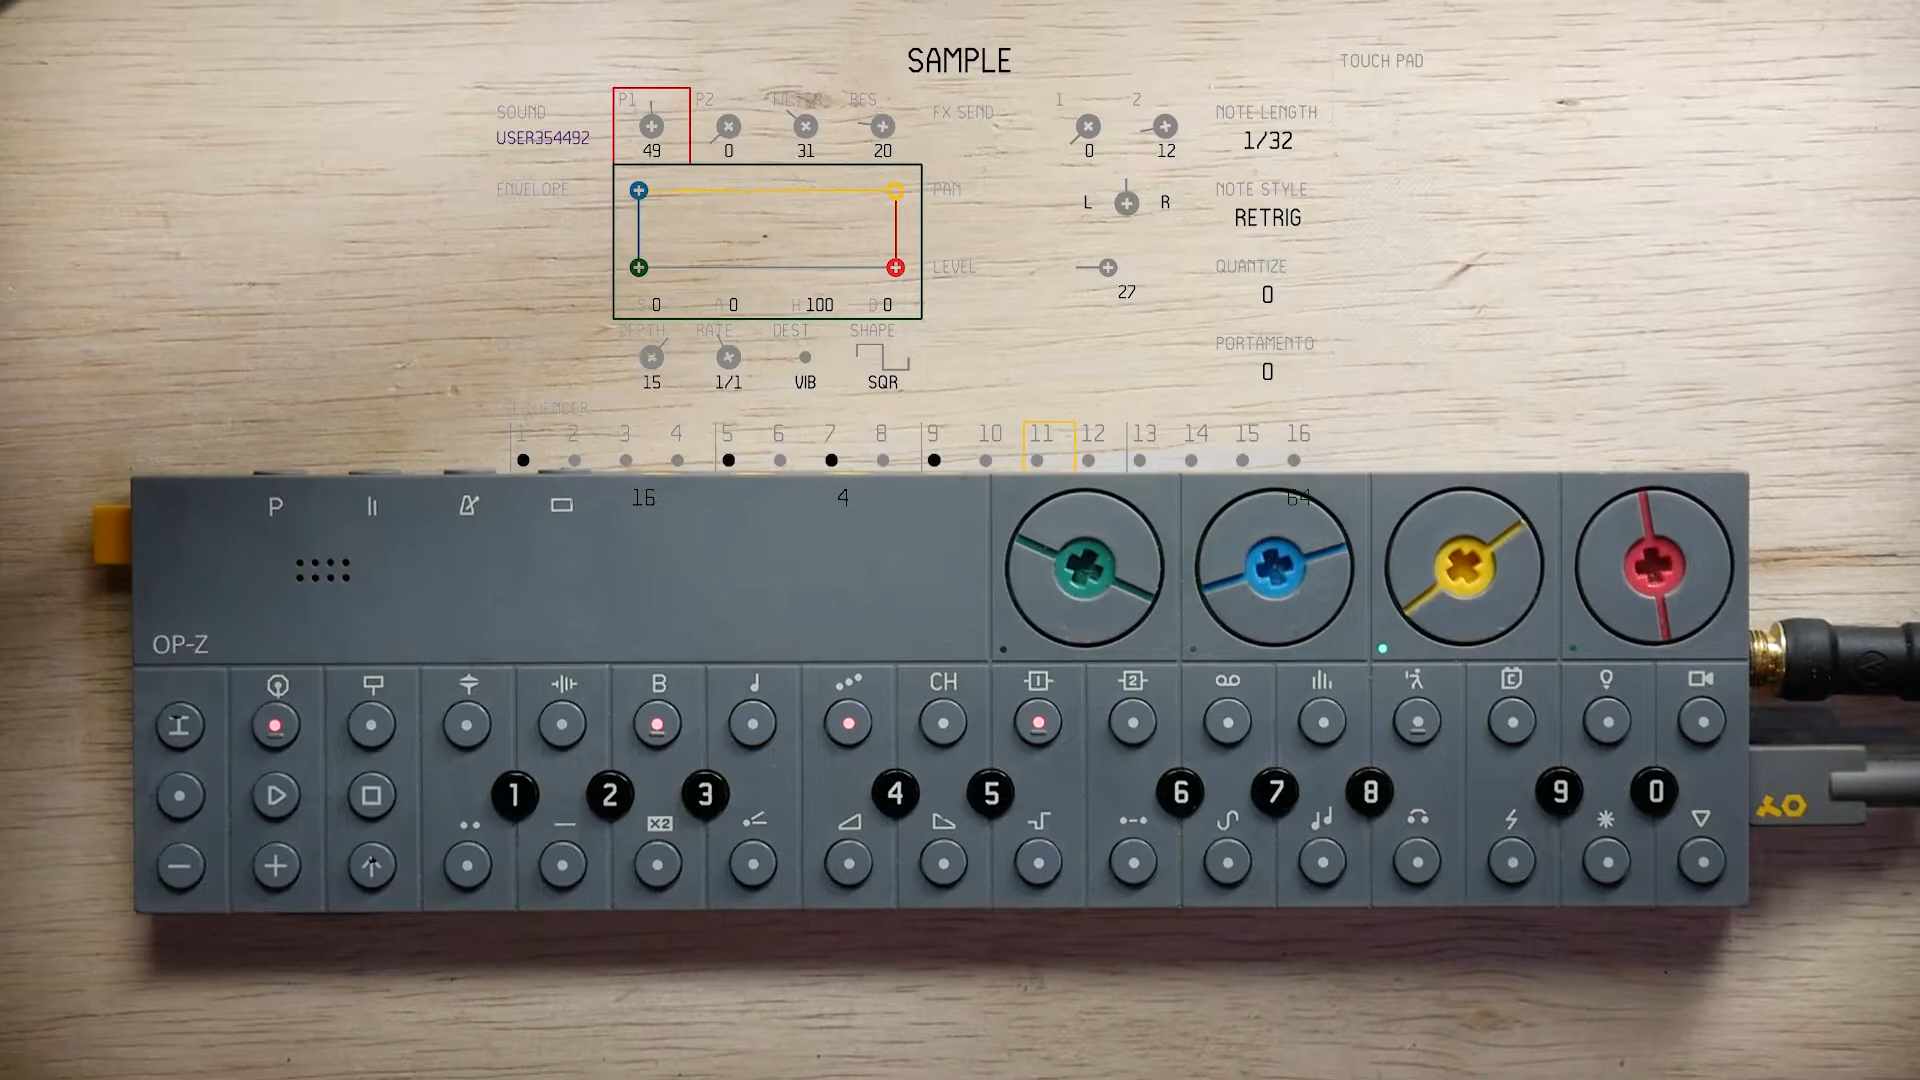 SAMPLE
TOUCH PAD
SOUND
USER354492
P1
49
P2
0
FILTER
31
RES
20
FX SEND
1
0
2
12
NOTE LENGTH
1/32
ENVELOPE
S 0 A 0 H 100 D 0
PAN
L R
NOTE STYLE
RETRIG
LEVEL
27
QUANTIZE
0
DEPTH
15
RATE
1/1
DEST
VIB
SHAPE
SQR
PORTAMENTO
0
SEQUENCER
1 2 3 4 5 6 7 8 9 10 11 12 13 14 15 16
16 4 64
P
OP-Z
B CH 1 2 C
1 2 3 4 5 6 7 8 9 0
X2